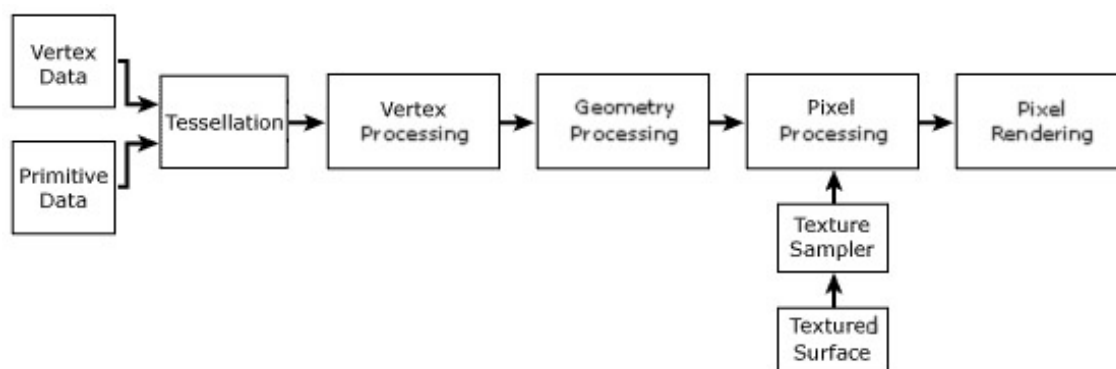 Vertex
Data
Primitive
Data
Tessellation
Vertex
Processing
Geometry
Processing
Pixel
Processing
Pixel
Rendering
Texture
Sampler
Textured
Surface